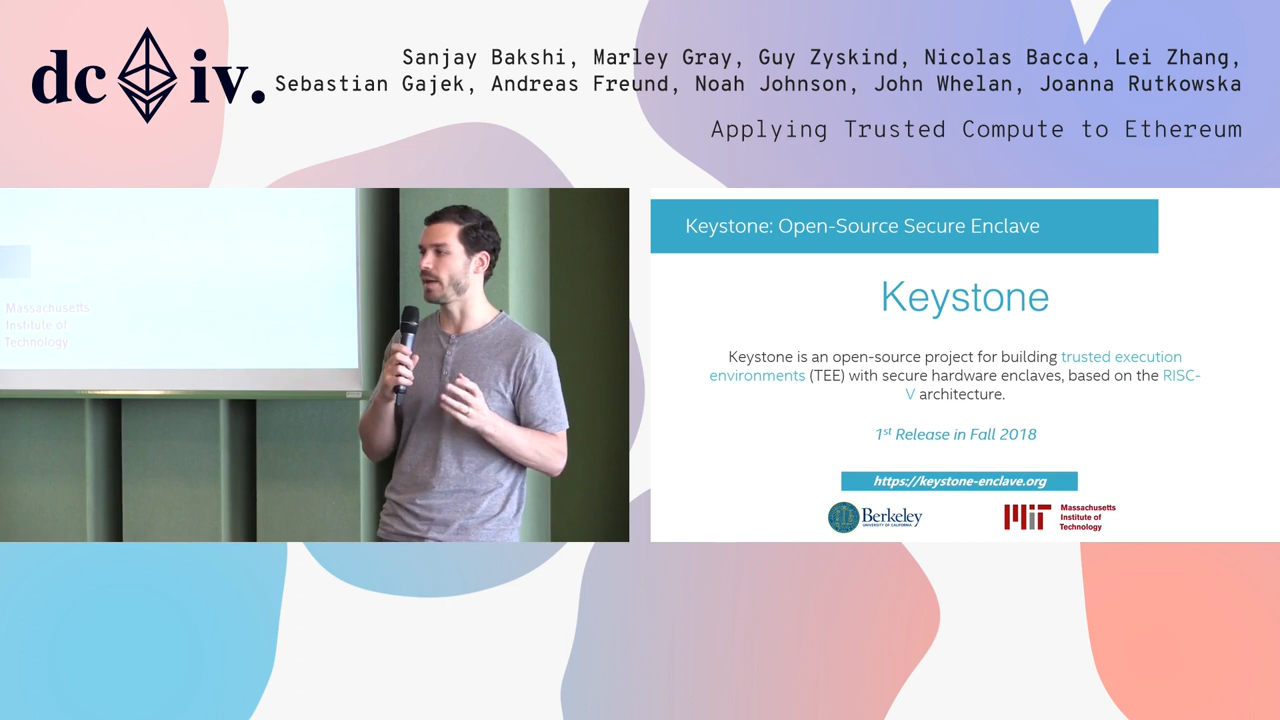 dc iv.
Sanjay Bakshi, Marley Gray, Guy Zyskind, Nicolas Bacca, Lei Zhang,
Sebastian Gajek, Andreas Freund, Noah Johnson, John Whelan, Joanna Rutkowska
Applying Trusted Compute to Ethereum
Massachusetts
Institute of
Technology
Keystone: Open-Source Secure Enclave
Keystone
Keystone is an open-source project for building trusted execution
environments (TEE) with secure hardware enclaves, based on the RISC-
V architecture.
1st Release in Fall 2018
https://keystone-enclave.org
Berkeley
UNIVERSITY OF CALIFORNIA
MIT
Massachusetts
Institute of
Technology